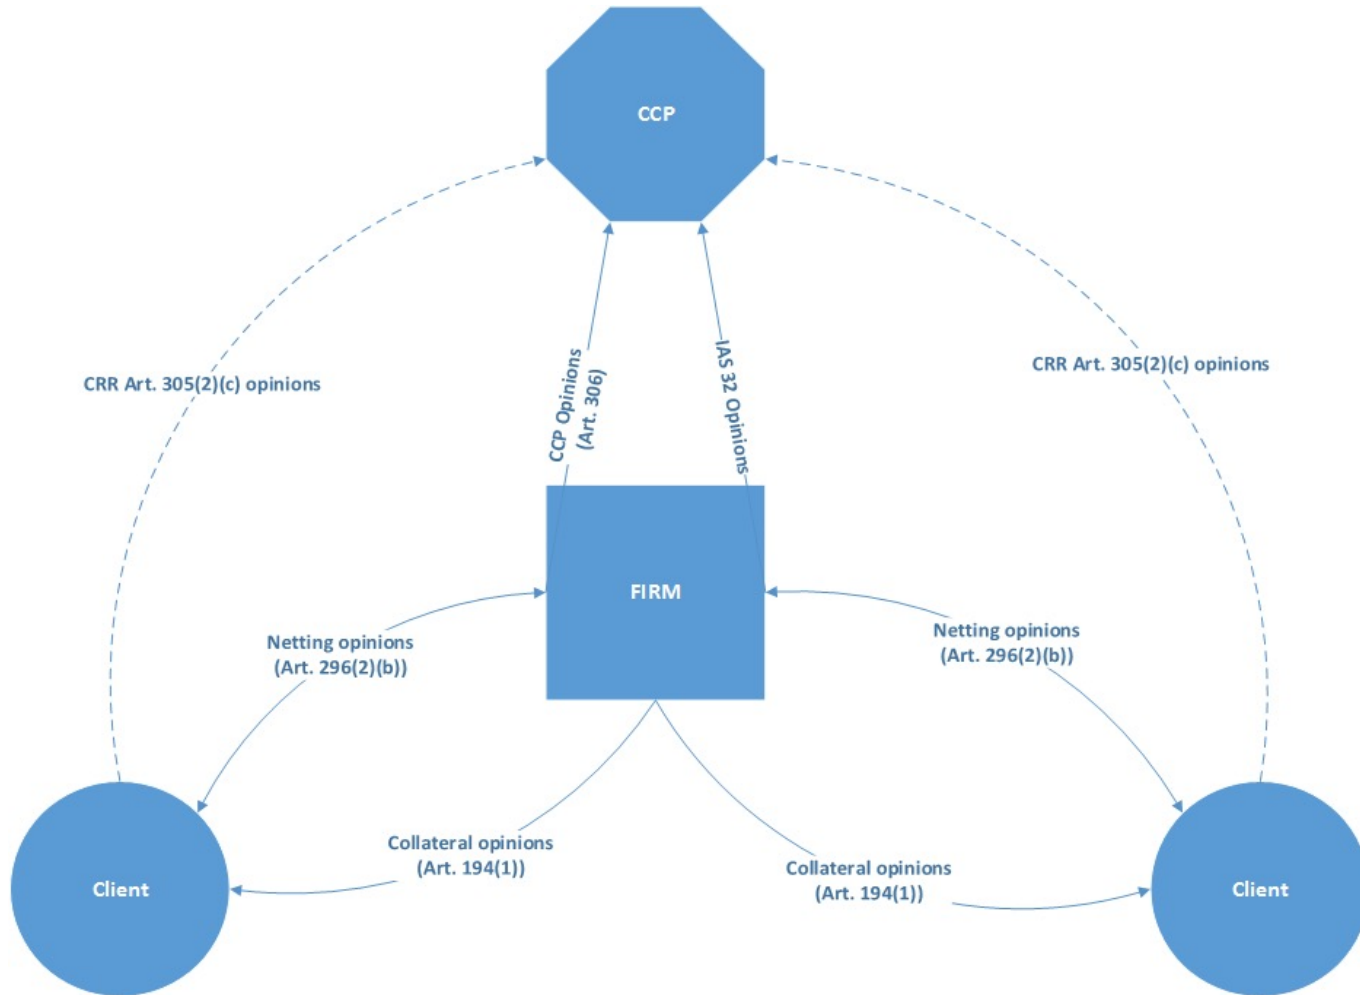 CCP
CRR Art. 305(2)(c) opinions
CCP Opinions
(Art. 306)
IAS 32 Opinions
CRR Art. 305(2)(c) opinions
FIRM
Netting opinions
(Art. 296(2)(b))
Netting opinions
(Art. 296(2)(b))
Collateral opinions
(Art. 194(1))
Collateral opinions
(Art. 194(1))
Client
Client